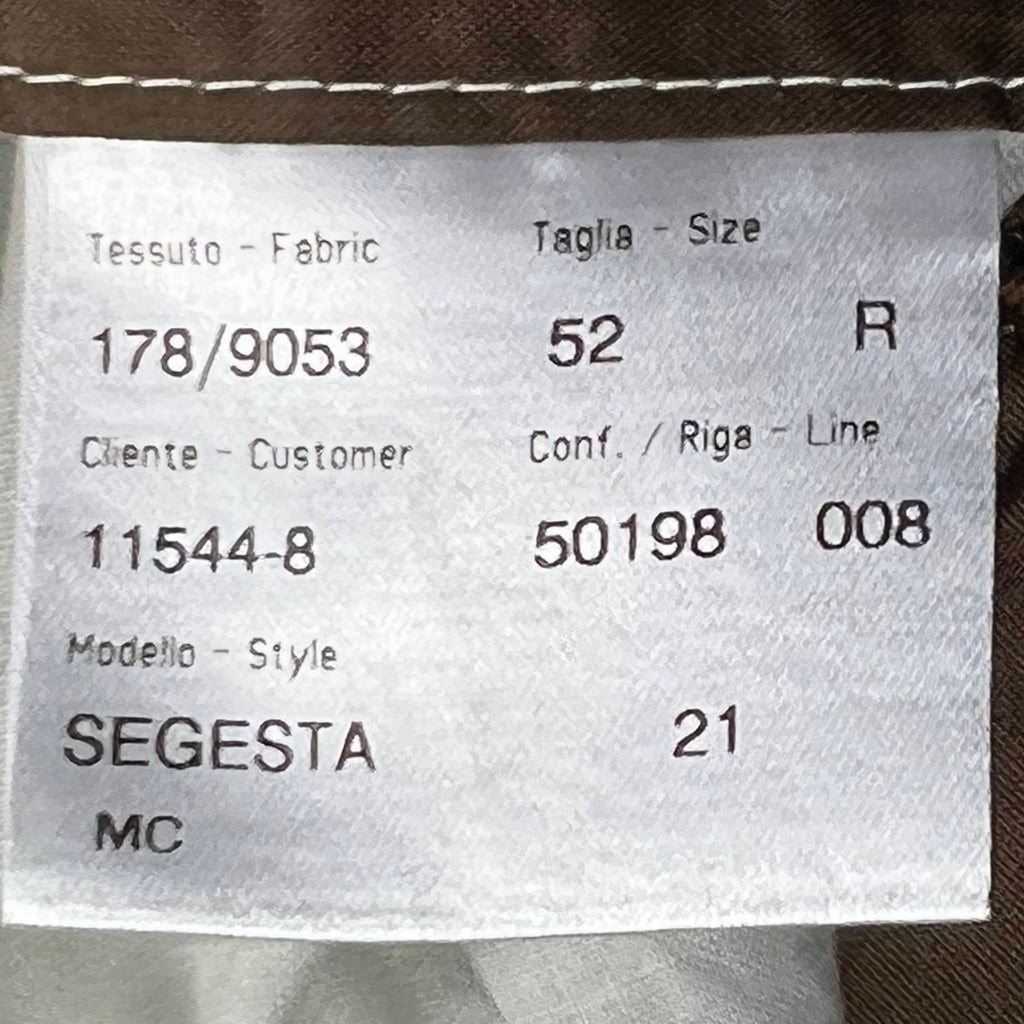 Tessuto - Fabric
Taglia - Size
178/9053
52 R
Cliente - Customer
Conf. / Riga - Line
11544-8
50198 008
Modello - Style
SEGESTA 21
MC